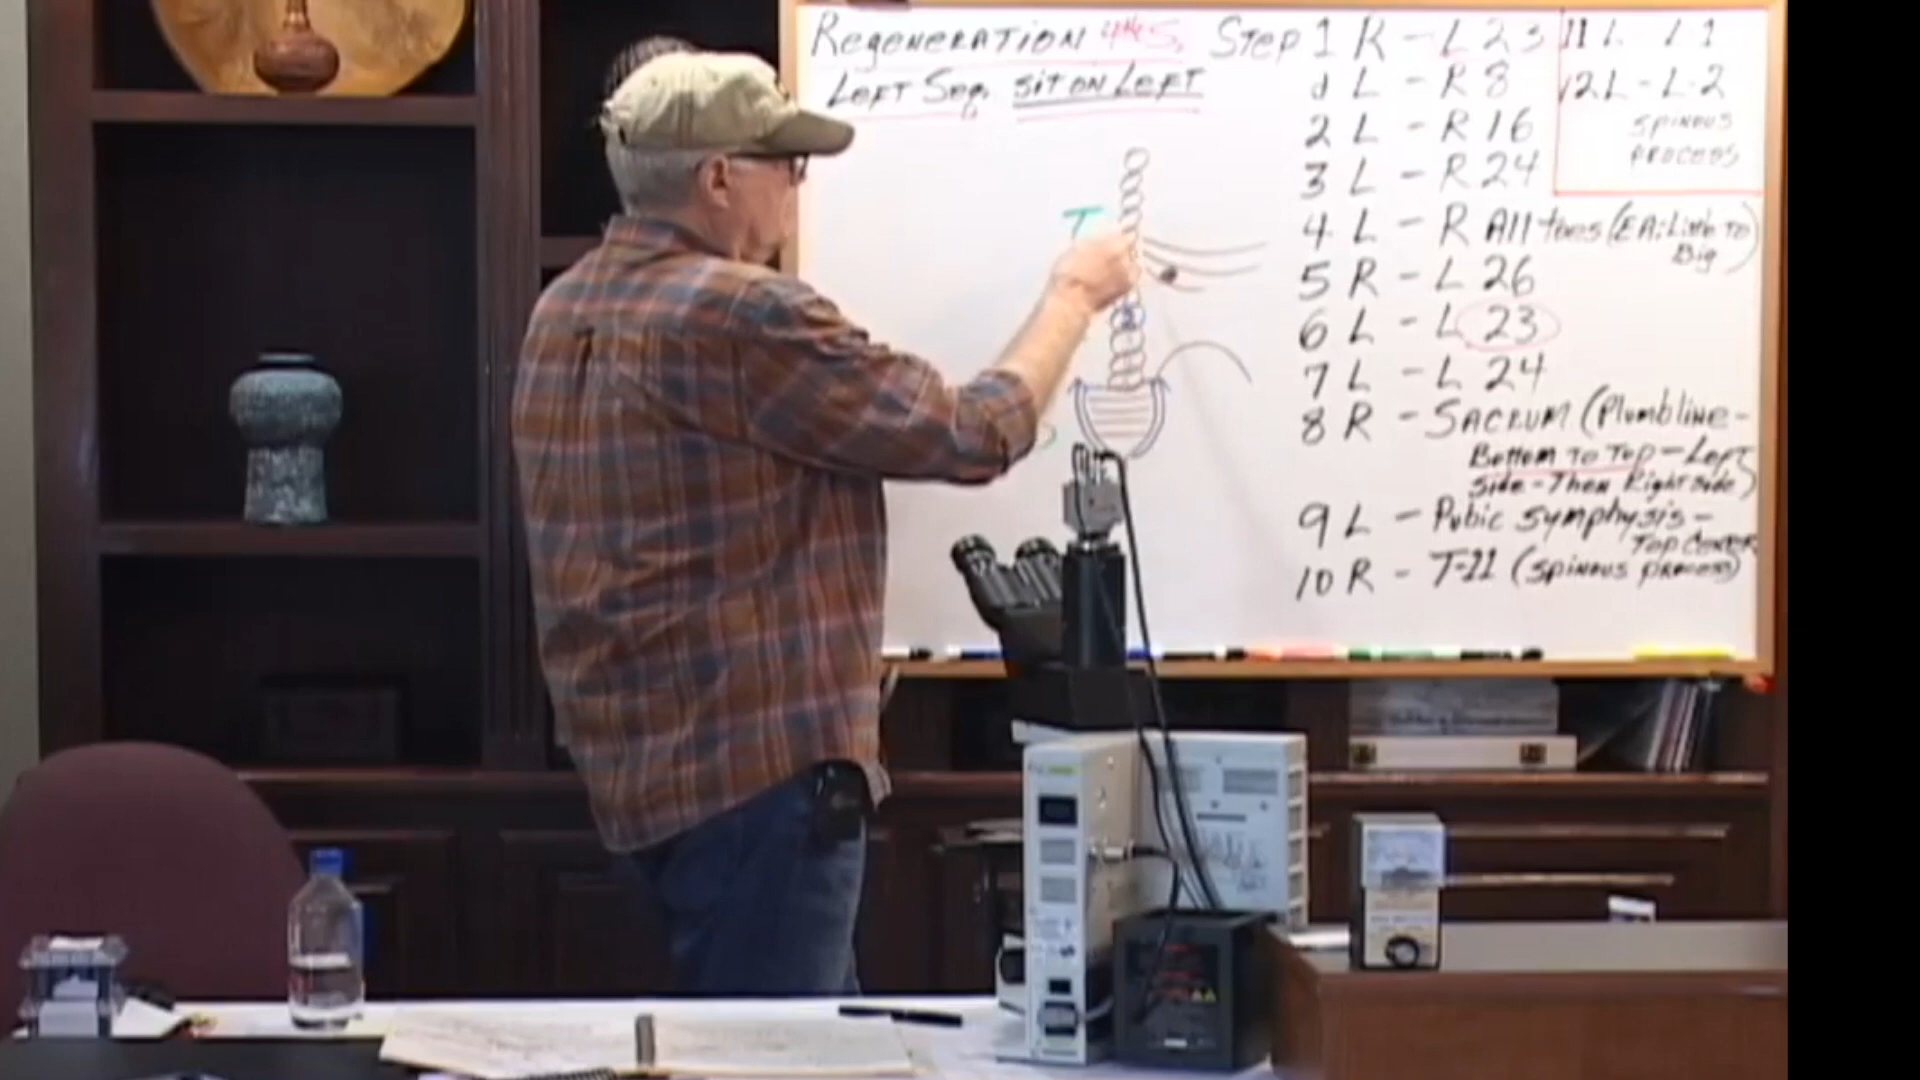 Regeneration
Left Seq. sit on Left
T
Step 1 R - L 23
1 L - R 8
2 L - R 16
3 L - R 24
4 L - R All toes (EA: Little to Big)
5 R - L 26
6 L - L 23
7 L - L 24
8 R - Sacrum (Plumbline -
Bottom to Top - Left
Side - Then Right side)
9 L - Pubic symphysis -
Top Center
10 R - T-11 (spinous process)
11 L L 1
12 L - L-2
spinous
process